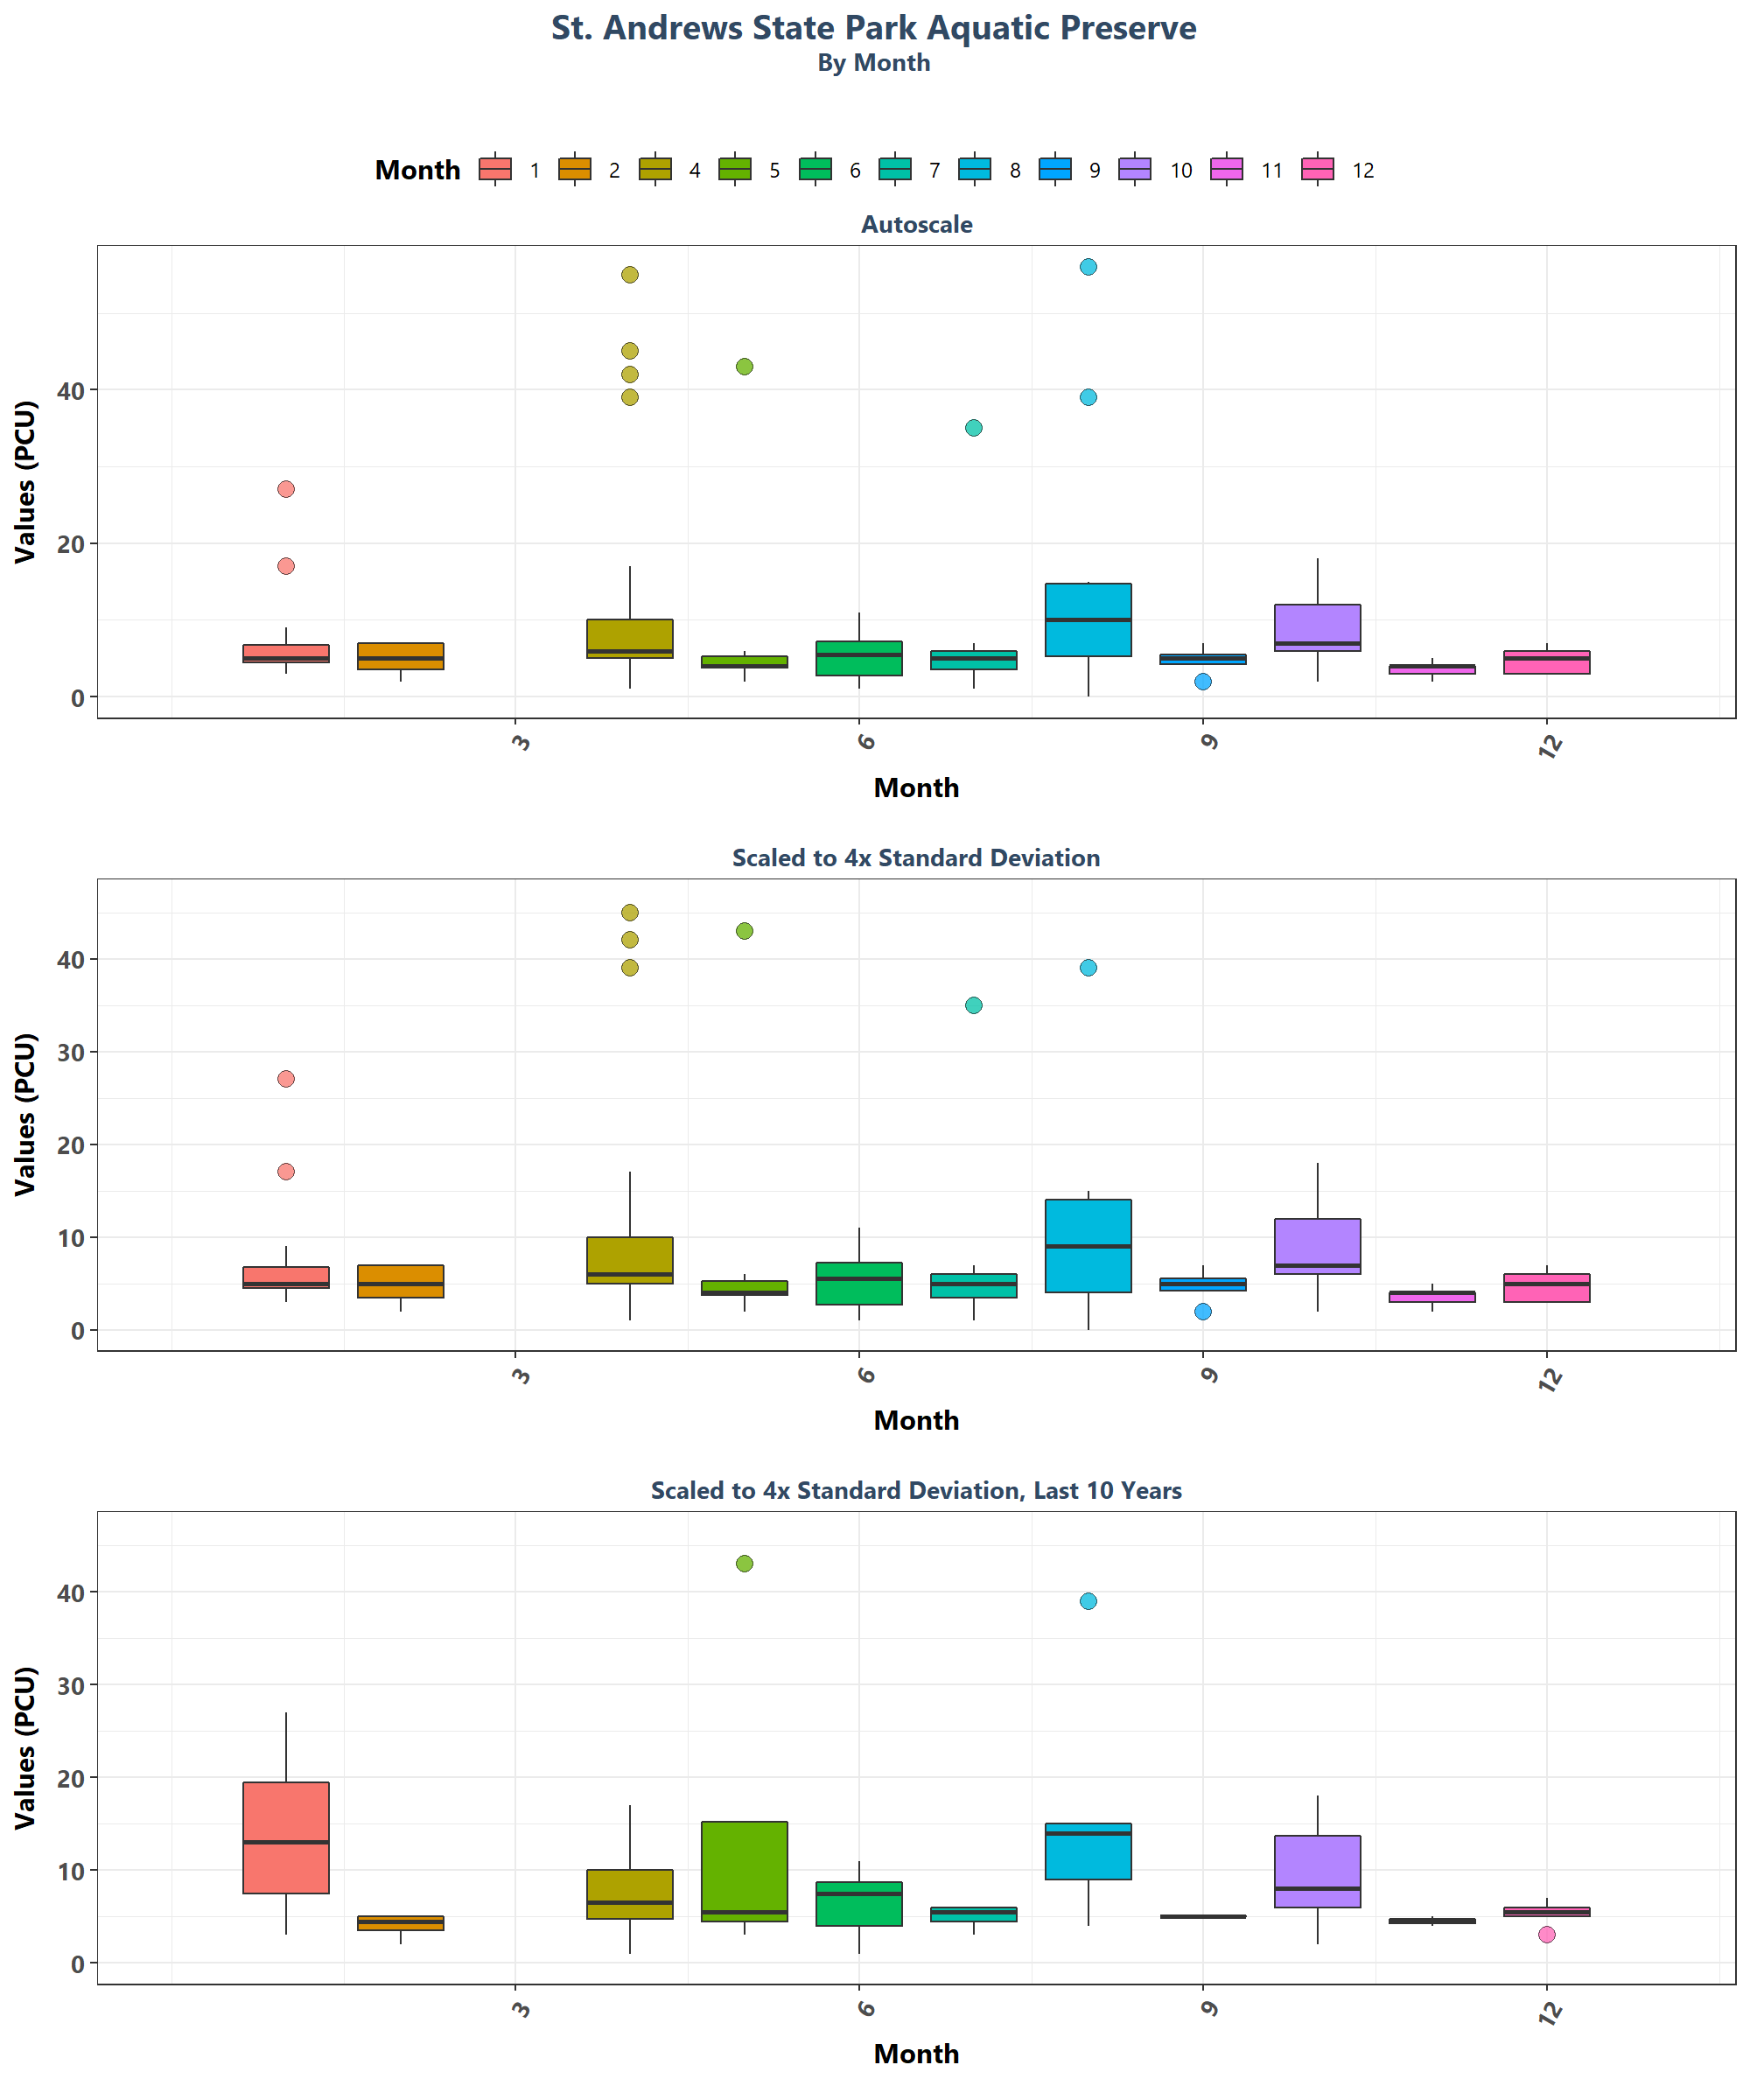 St. Andrews State Park Aquatic Preserve
By Month
Month 1 2 4 5 6 7 8 9 10 11 12
Autoscale
Values (PCU)
40
20
0
3 6 9 12
Month
Scaled to 4x Standard Deviation
Values (PCU)
40
30
20
10
0
3 6 9 12
Month
Scaled to 4x Standard Deviation, Last 10 Years
Values (PCU)
40
30
20
10
0
3 6 9 12
Month